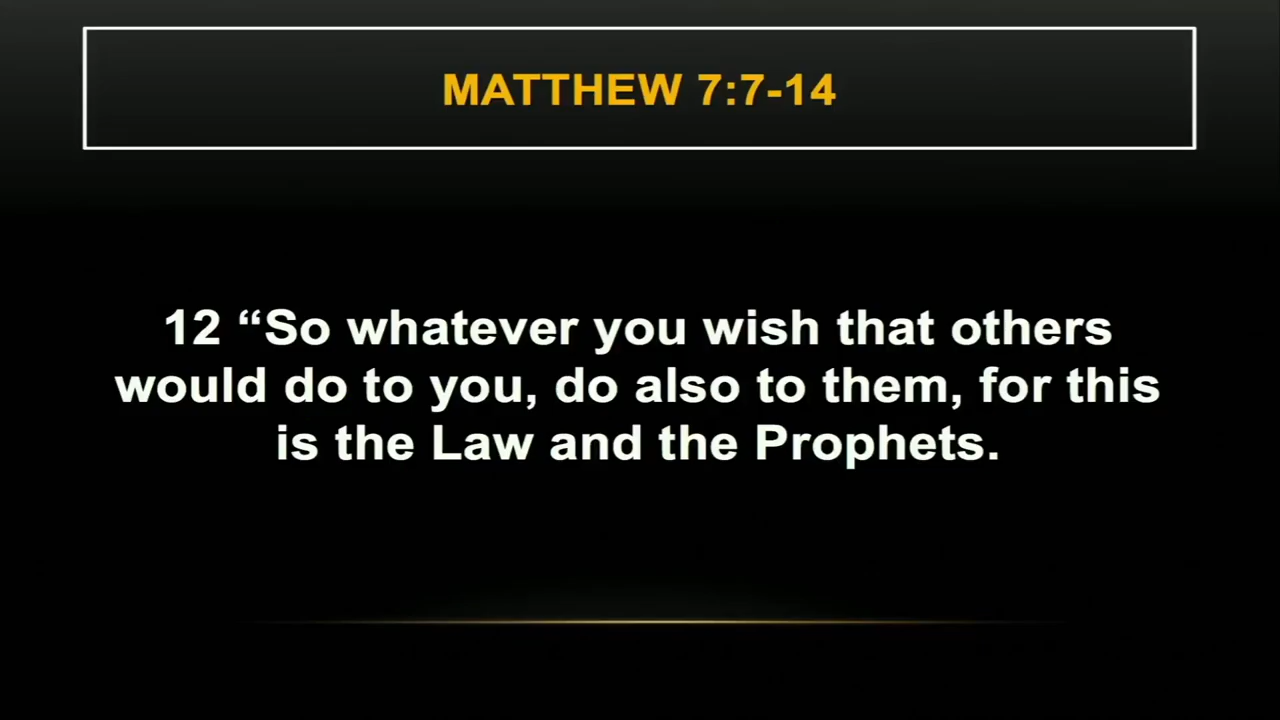 MATTHEW 7:7-14
12 “So whatever you wish that others
would do to you, do also to them, for this
is the Law and the Prophets.